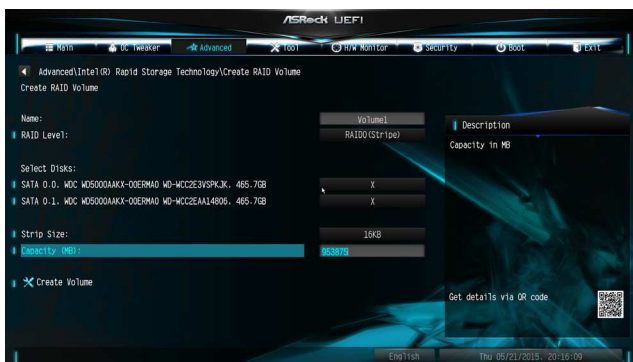 ASRock UEFI
Main OC Tweaker Advanced Tool H/W Monitor Security Boot Exit
Advanced\Intel(R) Rapid Storage Technology\Create RAID Volume
Create RAID Volume
Name: Volume1
RAID Level: RAID0(Stripe)
Select Disks:
SATA 0.0. WDC WD5000AAKX-00ERMA0 WD-WCC2E3VSPKJK. 465.7GB X
SATA 0.1. WDC WD5000AAKX-00ERMA0 WD-WCC2EAA14806. 465.7GB X
Strip Size: 16KB
Capacity (MB): 953875
Create Volume
Description
Capacity in MB
Get details via QR code
English Thu 05/21/2015. 20:16:09